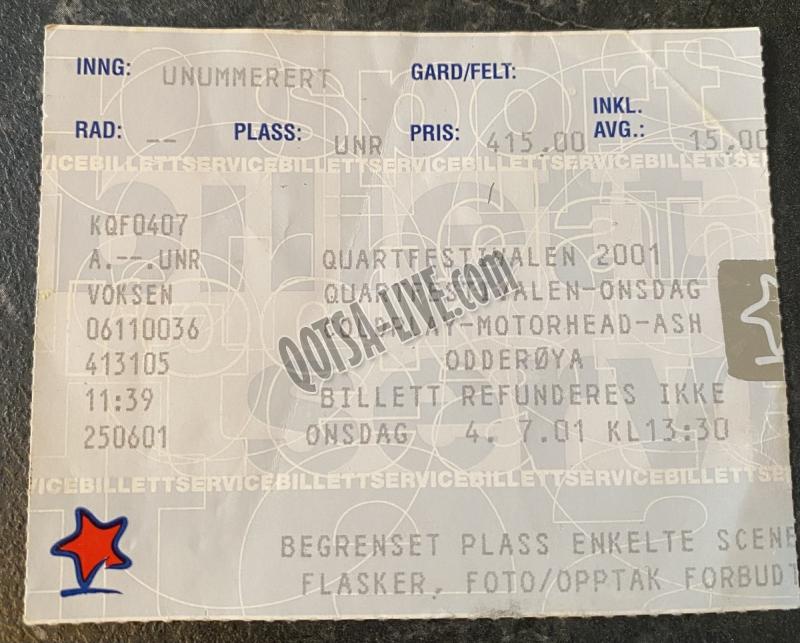 INNG: UNUMMERERT GARD/FELT:
RAD: -- PLASS: UNR PRIS: 415.00 INKL. AVG.: 15.00
VICEBILLETTSERVICEBILLETTSERVICEBILLETTSERVICEBILLETTSERVICEBILLETTSERVICEB
KQF0407
A.--.UNR QUARTFESTIVALEN 2001
VOKSEN QUARTFESTIVALEN-ONSDAG
06110036 COLDPLAY-MOTORHEAD-ASH
413105 ODDERØYA
11:39 BILLETT REFUNDERES IKKE
250601 ONSDAG 4. 7.01 KL13:30
QOTSA-LIVE.com
VICEBILLETTSERVICEBILLETTSERVICEBILLETTSERVICEBILLETTSERVICEBILLETTSE
BEGRENSET PLASS ENKELTE SCENE
FLASKER, FOTO/OPPTAK FORBUDT